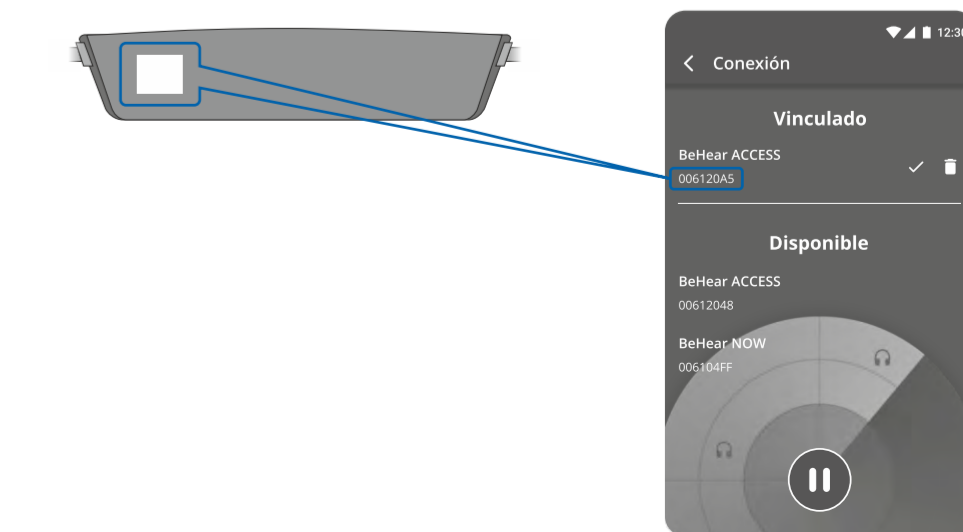 12:30
Conexión
Vinculado
BeHear ACCESS
006120A5
Disponible
BeHear ACCESS
00612048
BeHear NOW
006104FF